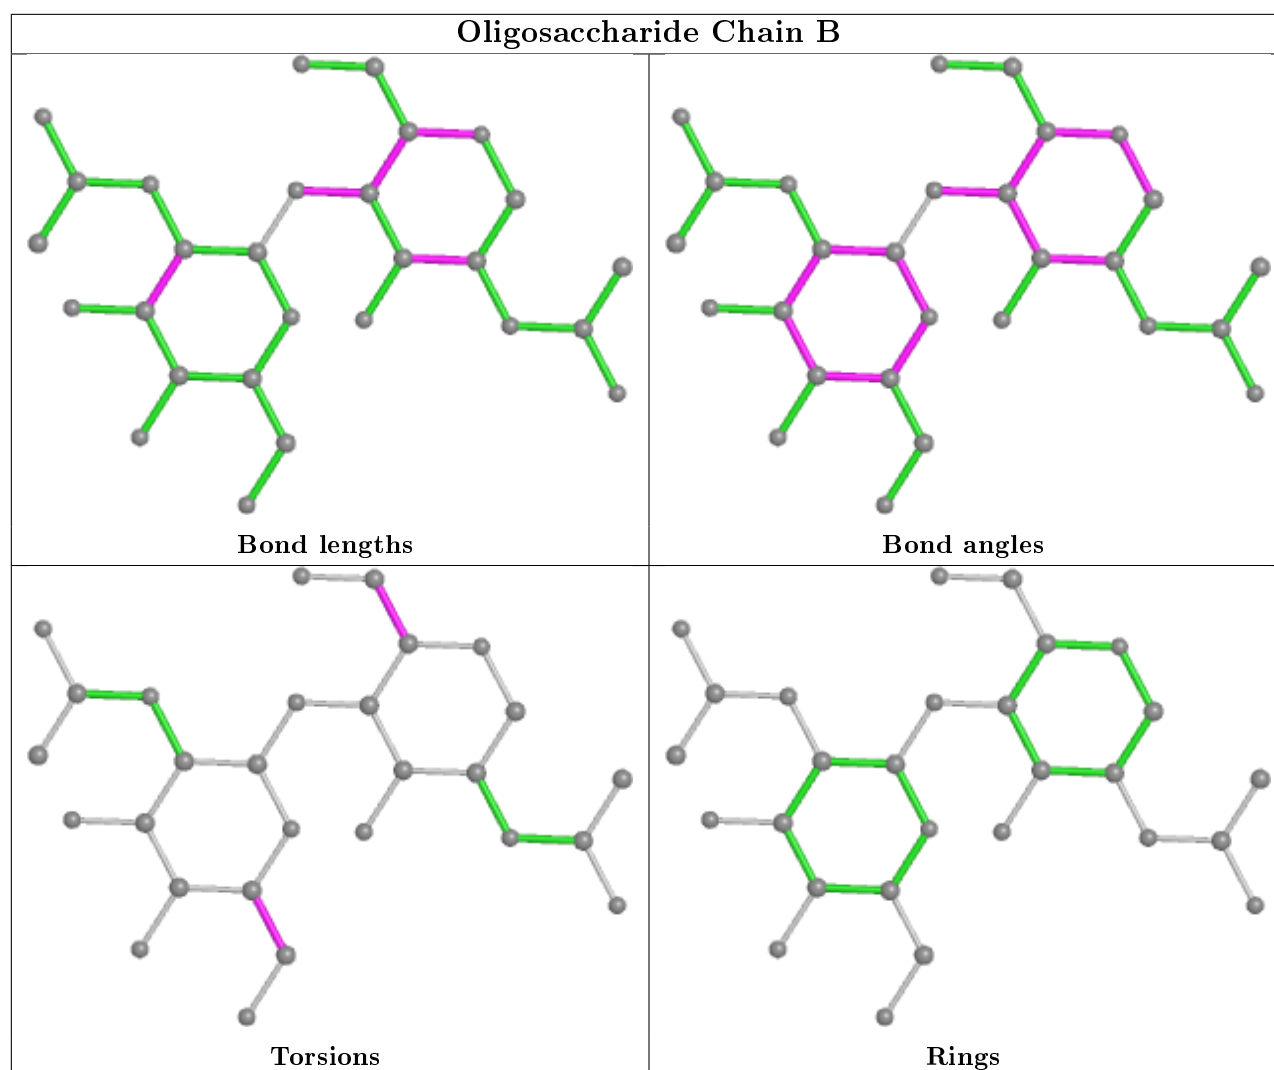 Oligosaccharide Chain B
Bond lengths
Bond angles
Torsions
Rings